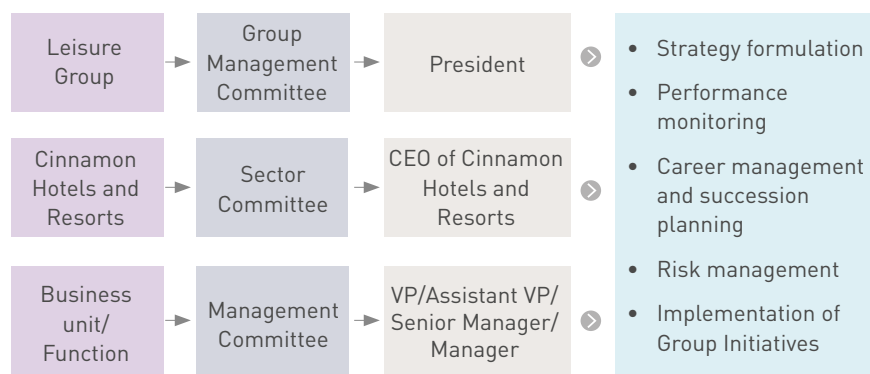 Leisure
Group
Group
Management
Committee
President
Cinnamon
Hotels and
Resorts
Sector
Committee
CEO of Cinnamon
Hotels and
Resorts
Business
unit/
Function
Management
Committee
VP/Assistant VP/
Senior Manager/
Manager
• Strategy formulation
• Performance
monitoring
• Career management
and succession
planning
• Risk management
• Implementation of
Group Initiatives